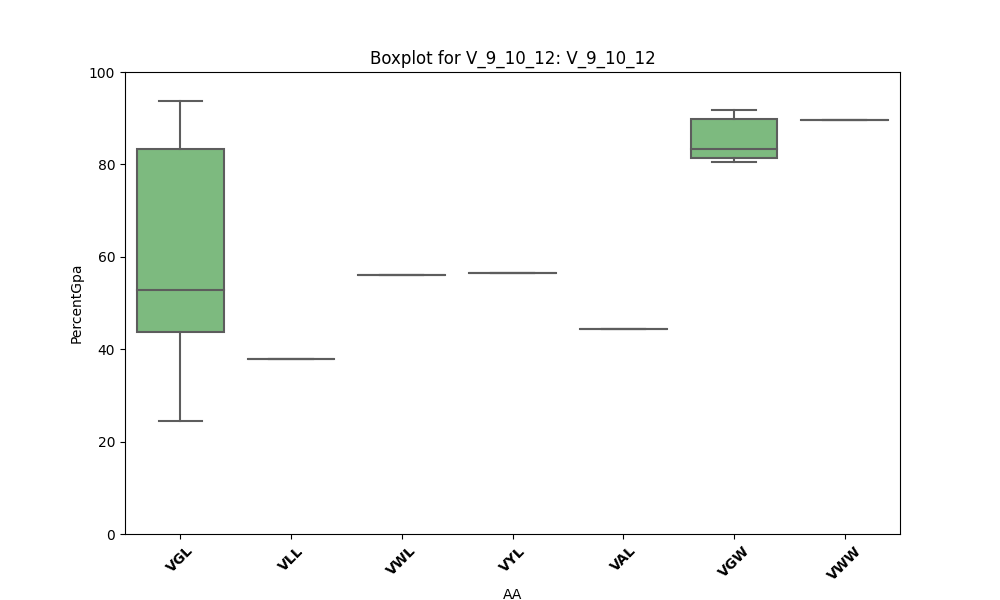 Boxplot for V_9_10_12: V_9_10_12
100
80
60
40
20
0
PercentGpa
VGL
VLL
VWL
VYL
VAL
VGW
VWW
AA